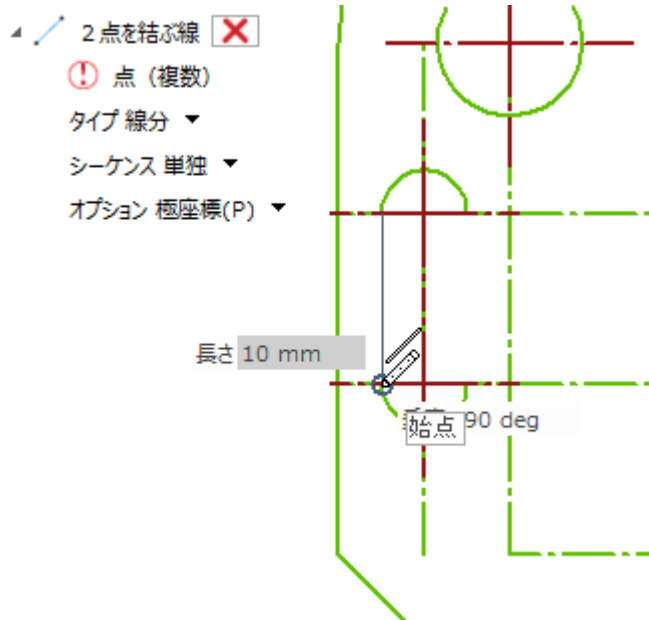 2点を結ぶ線
点（複数）
タイプ 線分
シーケンス 単独
オプション 極座標(P)
長さ 10 mm
90 deg
始点